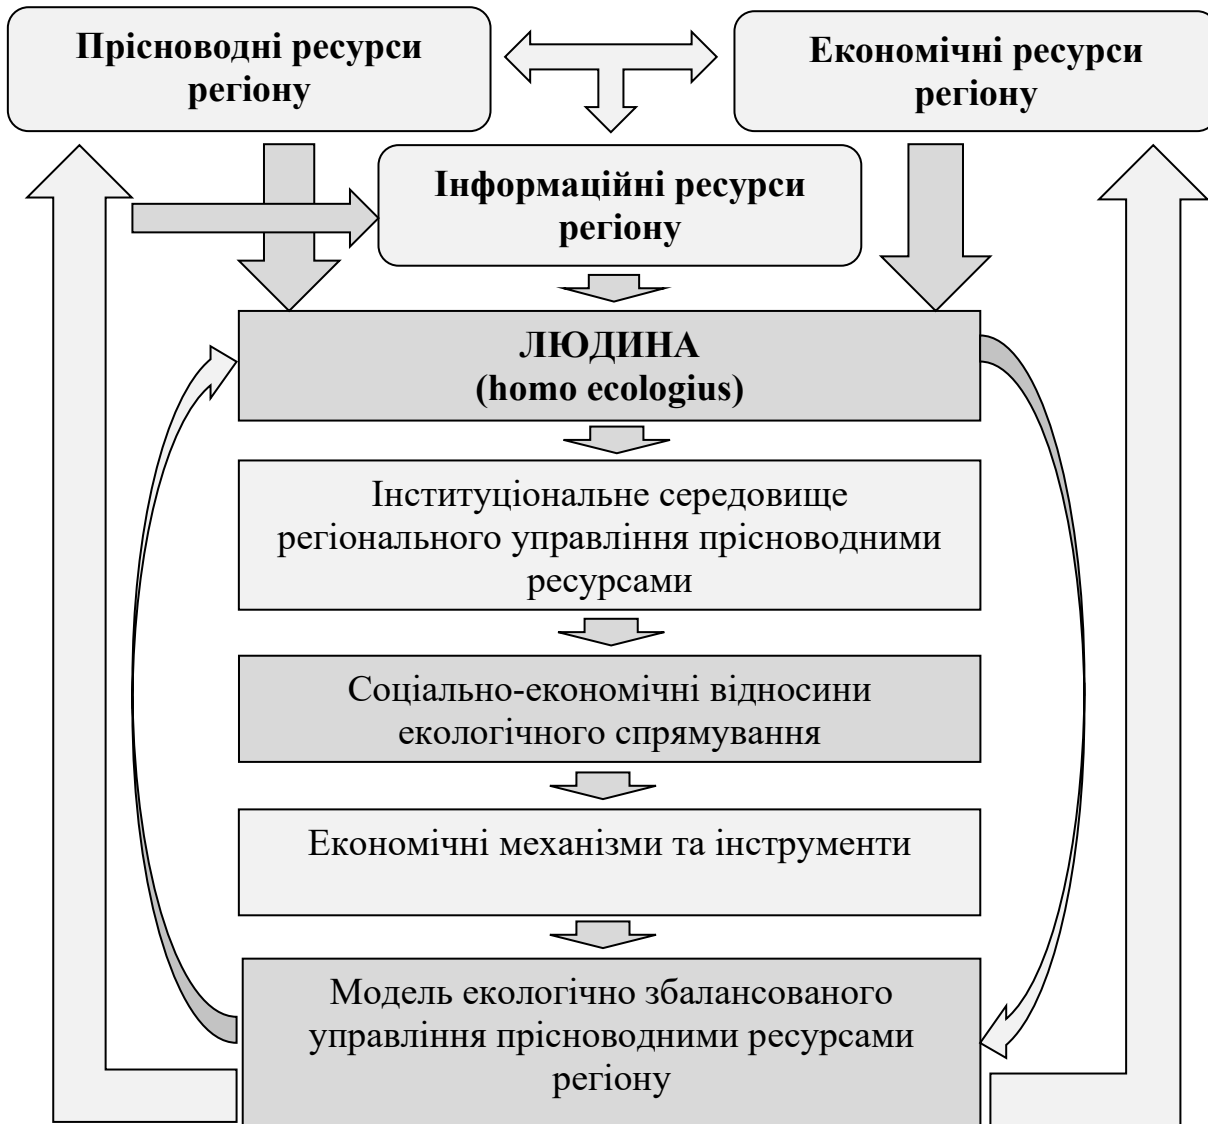 Прісноводні ресурси
регіону
Економічні ресурси
регіону
Інформаційні ресурси
регіону
ЛЮДИНА
(homo ecologius)
Інституціональне середовище
регіонального управління прісноводними
ресурсами
Соціально-економічні відносини
екологічного спрямування
Економічні механізми та інструменти
Модель екологічно збалансованого
управління прісноводними ресурсами
регіону